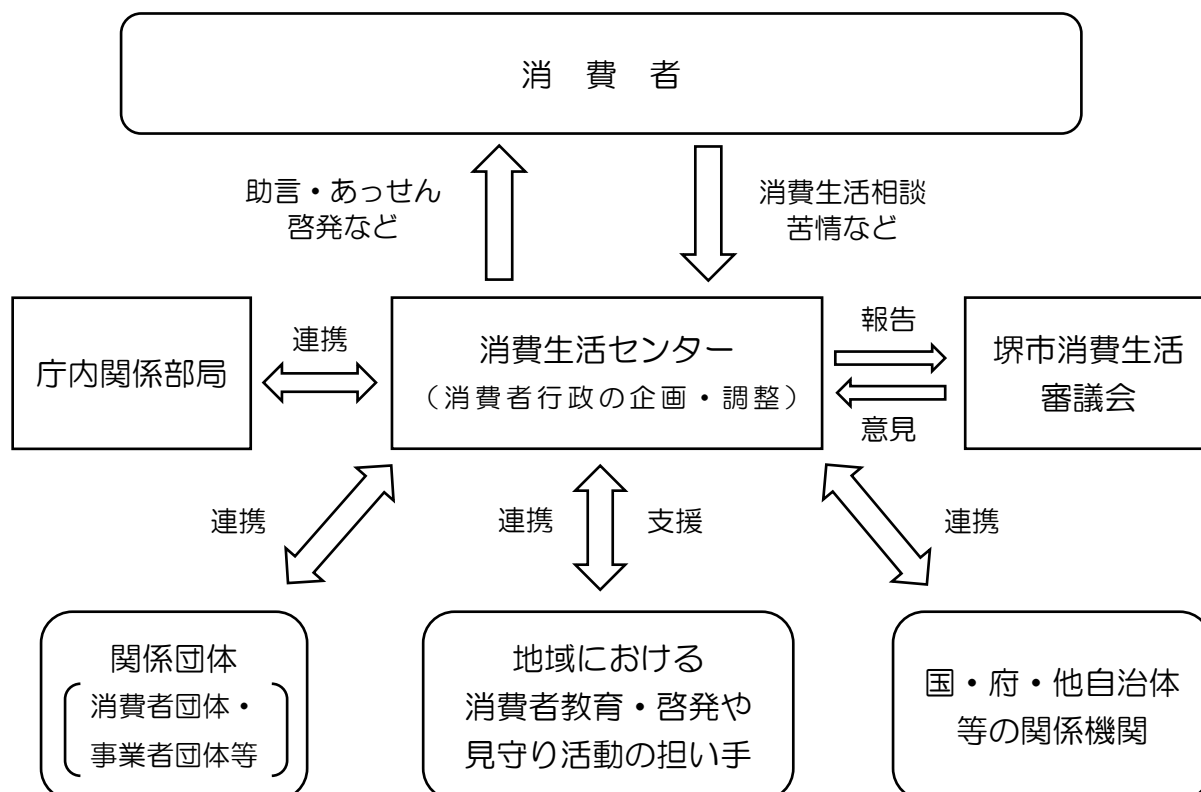 消 費 者
助言・あっせん
啓発など
消費生活相談
苦情など
庁内関係部局
連携
消費生活センター
（消費者行政の企画・調整）
報告
意見
堺市消費生活
審議会
連携
連携
支援
連携
関係団体
消費者団体・
事業者団体等
地域における
消費者教育・啓発や
見守り活動の担い手
国・府・他自治体
等の関係機関